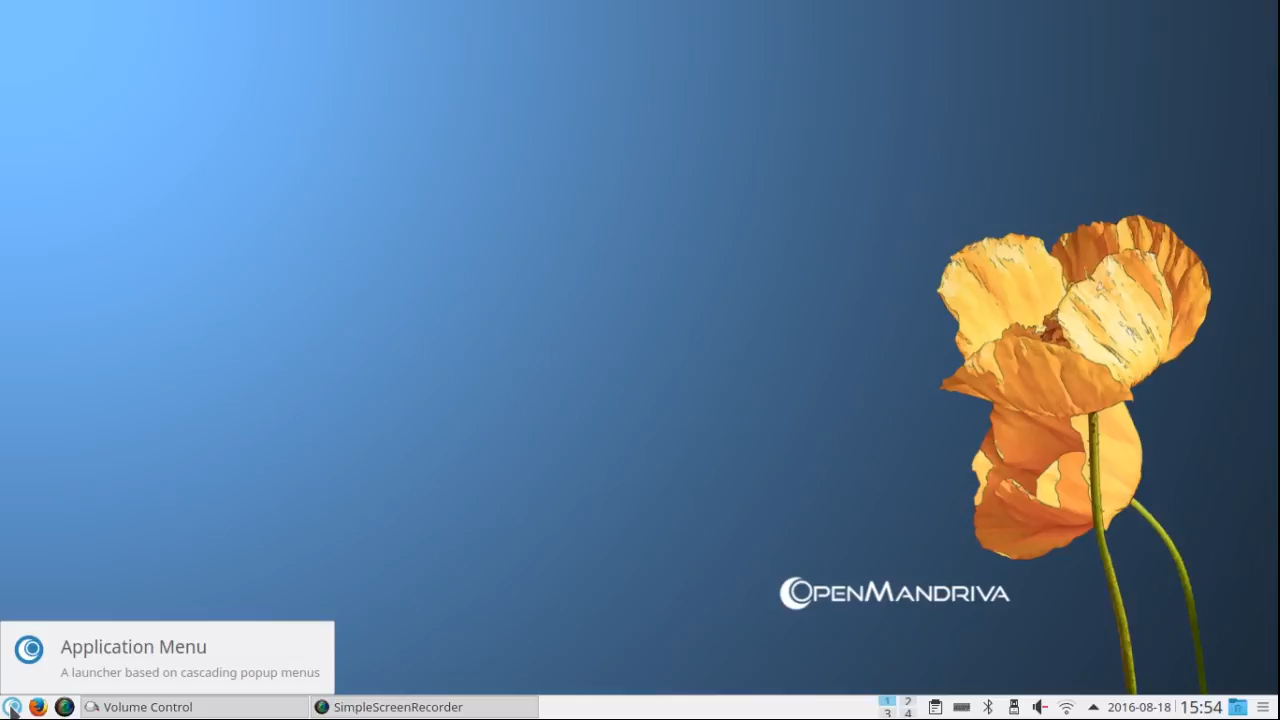 OPENMANDRIVA
Application Menu
A launcher based on cascading popup menus
Volume Control
SimpleScreenRecorder
1 2
3 4
2016-08-18
15:54